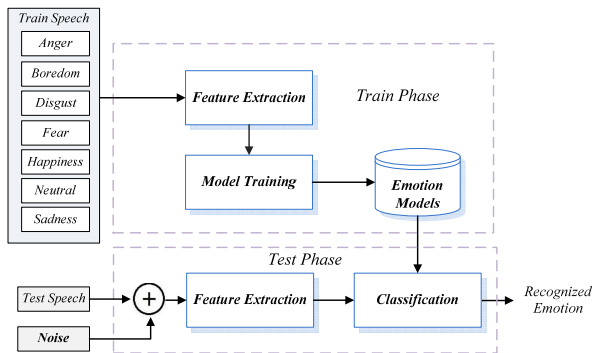 Train Speech
Anger
Boredom
Disgust
Fear
Happiness
Neutral
Sadness
Feature Extraction
Train Phase
Model Training
Emotion
Models
Test Phase
Test Speech
Noise
+
Feature Extraction
Classification
Recognized
Emotion